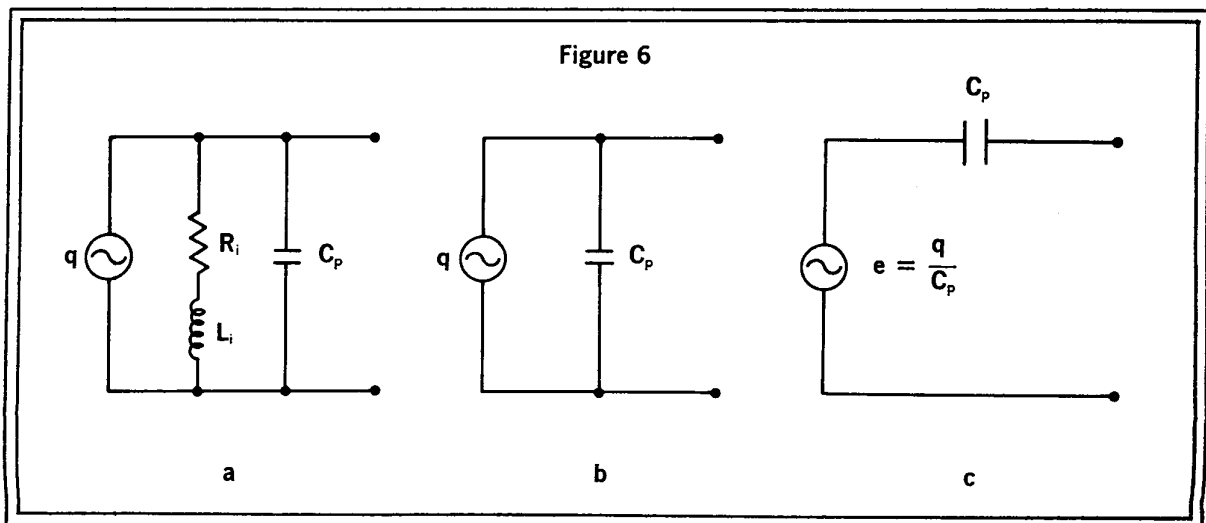 Figure 6
q
R_i
L_i
C_p
a
q
C_p
b
C_p
e = q/C_p
c